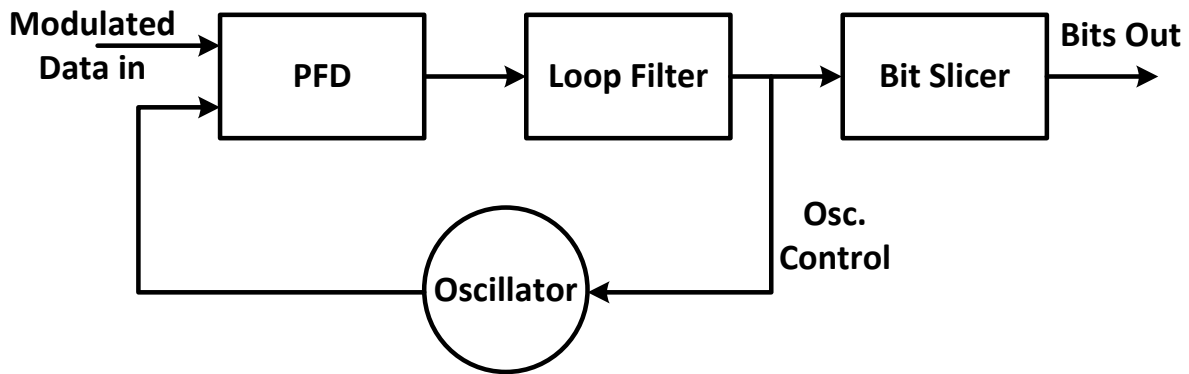 Modulated
Data in
PFD
Loop Filter
Bit Slicer
Bits Out
Osc.
Control
Oscillator